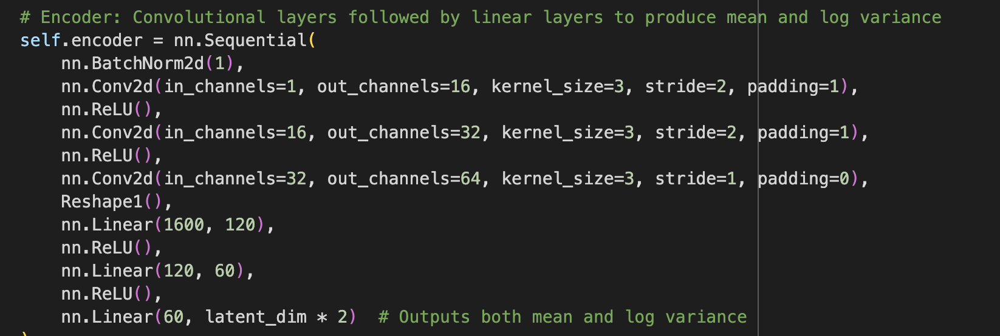 # Encoder: Convolutional layers followed by linear layers to produce mean and log variance
self.encoder = nn.Sequential(
    nn.BatchNorm2d(1),
    nn.Conv2d(in_channels=1, out_channels=16, kernel_size=3, stride=2, padding=1),
    nn.ReLU(),
    nn.Conv2d(in_channels=16, out_channels=32, kernel_size=3, stride=2, padding=1),
    nn.ReLU(),
    nn.Conv2d(in_channels=32, out_channels=64, kernel_size=3, stride=1, padding=0),
    Reshape1(),
    nn.Linear(1600, 120),
    nn.ReLU(),
    nn.Linear(120, 60),
    nn.ReLU(),
    nn.Linear(60, latent_dim * 2)  # Outputs both mean and log variance
)